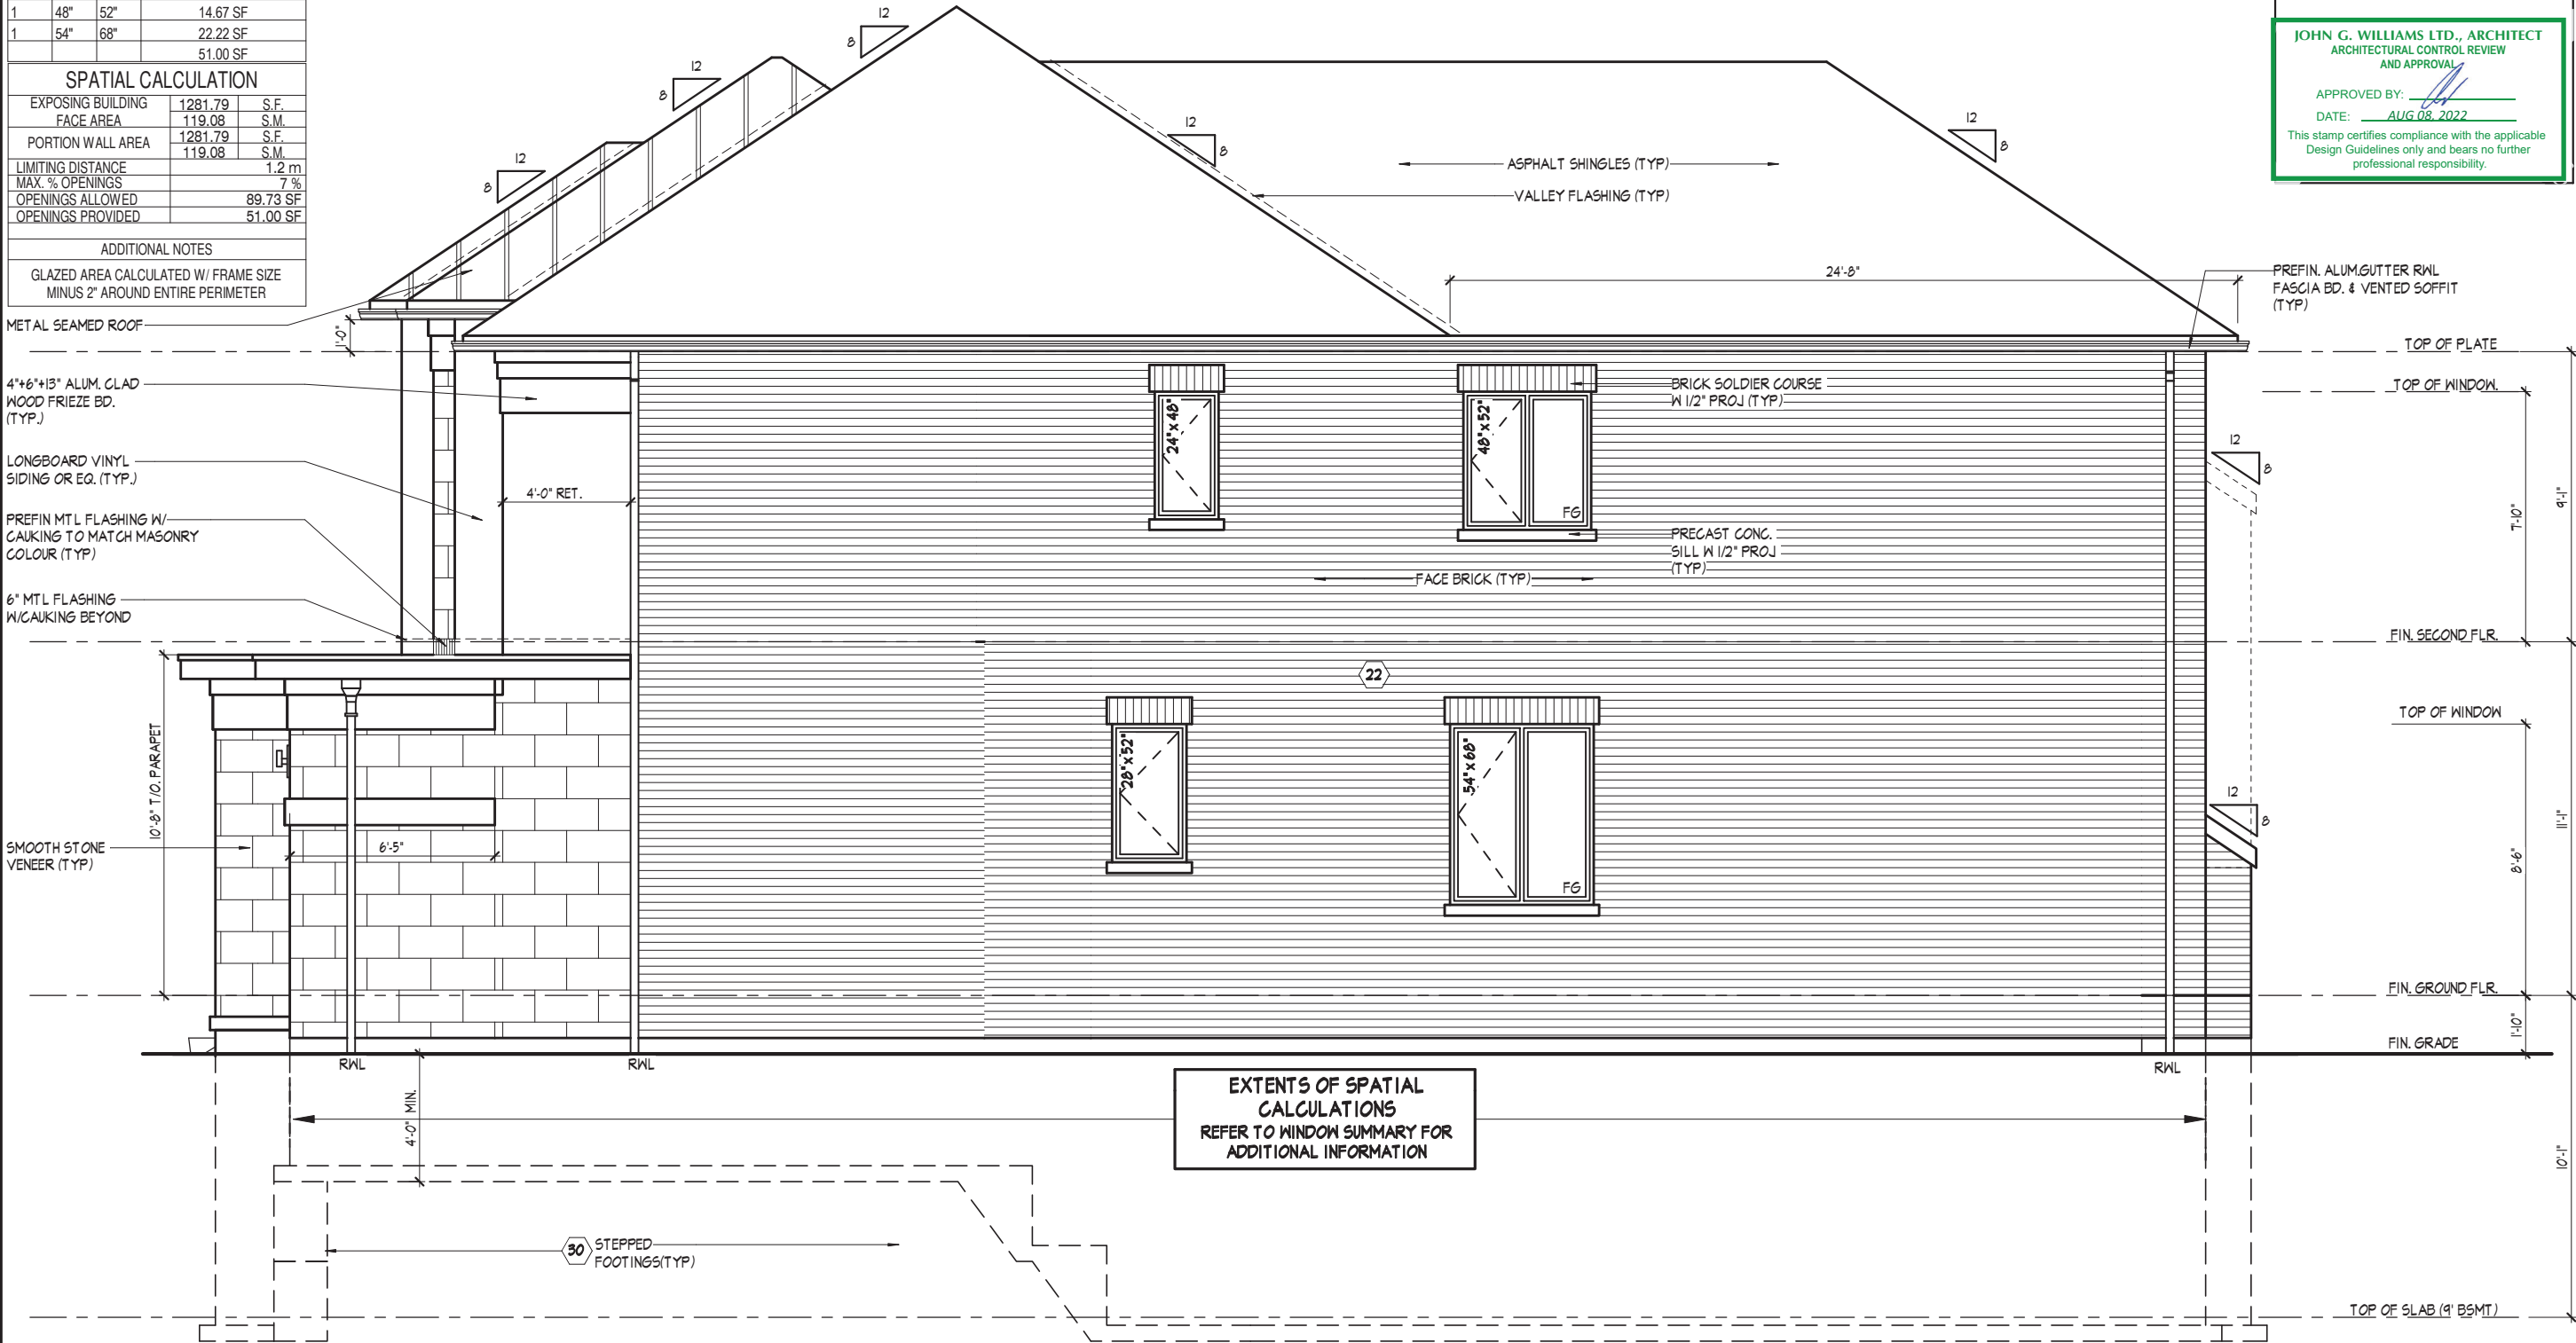 1 48" 52" 14.67 SF
1 54" 68" 22.22 SF
51.00 SF
SPATIAL CALCULATION
EXPOSING BUILDING FACE AREA 1281.79 S.F.
119.08 S.M.
PORTION WALL AREA 1281.79 S.F.
119.08 S.M.
LIMITING DISTANCE 1.2 m
MAX. % OPENINGS 7 %
OPENINGS ALLOWED 89.73 SF
OPENINGS PROVIDED 51.00 SF
ADDITIONAL NOTES
GLAZED AREA CALCULATED W/ FRAME SIZE
MINUS 2" AROUND ENTIRE PERIMETER
JOHN G. WILLIAMS LTD., ARCHITECT
ARCHITECTURAL CONTROL REVIEW
AND APPROVAL
APPROVED BY:
DATE: AUG 08, 2022
This stamp certifies compliance with the applicable
Design Guidelines only and bears no further
professional responsibility.
12
8
12
8
12
8
12
8
12
8
ASPHALT SHINGLES (TYP)
VALLEY FLASHING (TYP)
24'-8"
PREFIN. ALUM.GUTTER RWL
FASCIA BD. & VENTED SOFFIT
(TYP)
METAL SEAMED ROOF
1'-0"
4"+6"+13" ALUM. CLAD
WOOD FRIEZE BD.
(TYP.)
LONGBOARD VINYL
SIDING OR EQ. (TYP.)
PREFIN MTL FLASHING W/
CAUKING TO MATCH MASONRY
COLOUR (TYP)
6" MTL FLASHING
W/CAUKING BEYOND
SMOOTH STONE
VENEER (TYP)
4'-0" RET.
24"x48"
48"x52"
FG
BRICK SOLDIER COURSE
W 1/2" PROJ (TYP)
PRECAST CONC.
SILL W 1/2" PROJ
(TYP)
FACE BRICK (TYP)
22
28"x52"
54"x68"
FG
10'-8" T/O. PARAPET
6'-5"
TOP OF PLATE
TOP OF WINDOW.
12
8
7'-10"
9'-1"
FIN. SECOND FLR.
TOP OF WINDOW
12
8
8'-6"
11'-1"
FIN. GROUND FLR.
1'-10"
FIN. GRADE
RWL
RWL
RWL
4'-0" MIN.
EXTENTS OF SPATIAL
CALCULATIONS
REFER TO WINDOW SUMMARY FOR
ADDITIONAL INFORMATION
10'-1"
30 STEPPED
FOOTINGS(TYP)
TOP OF SLAB (9' BSMT)